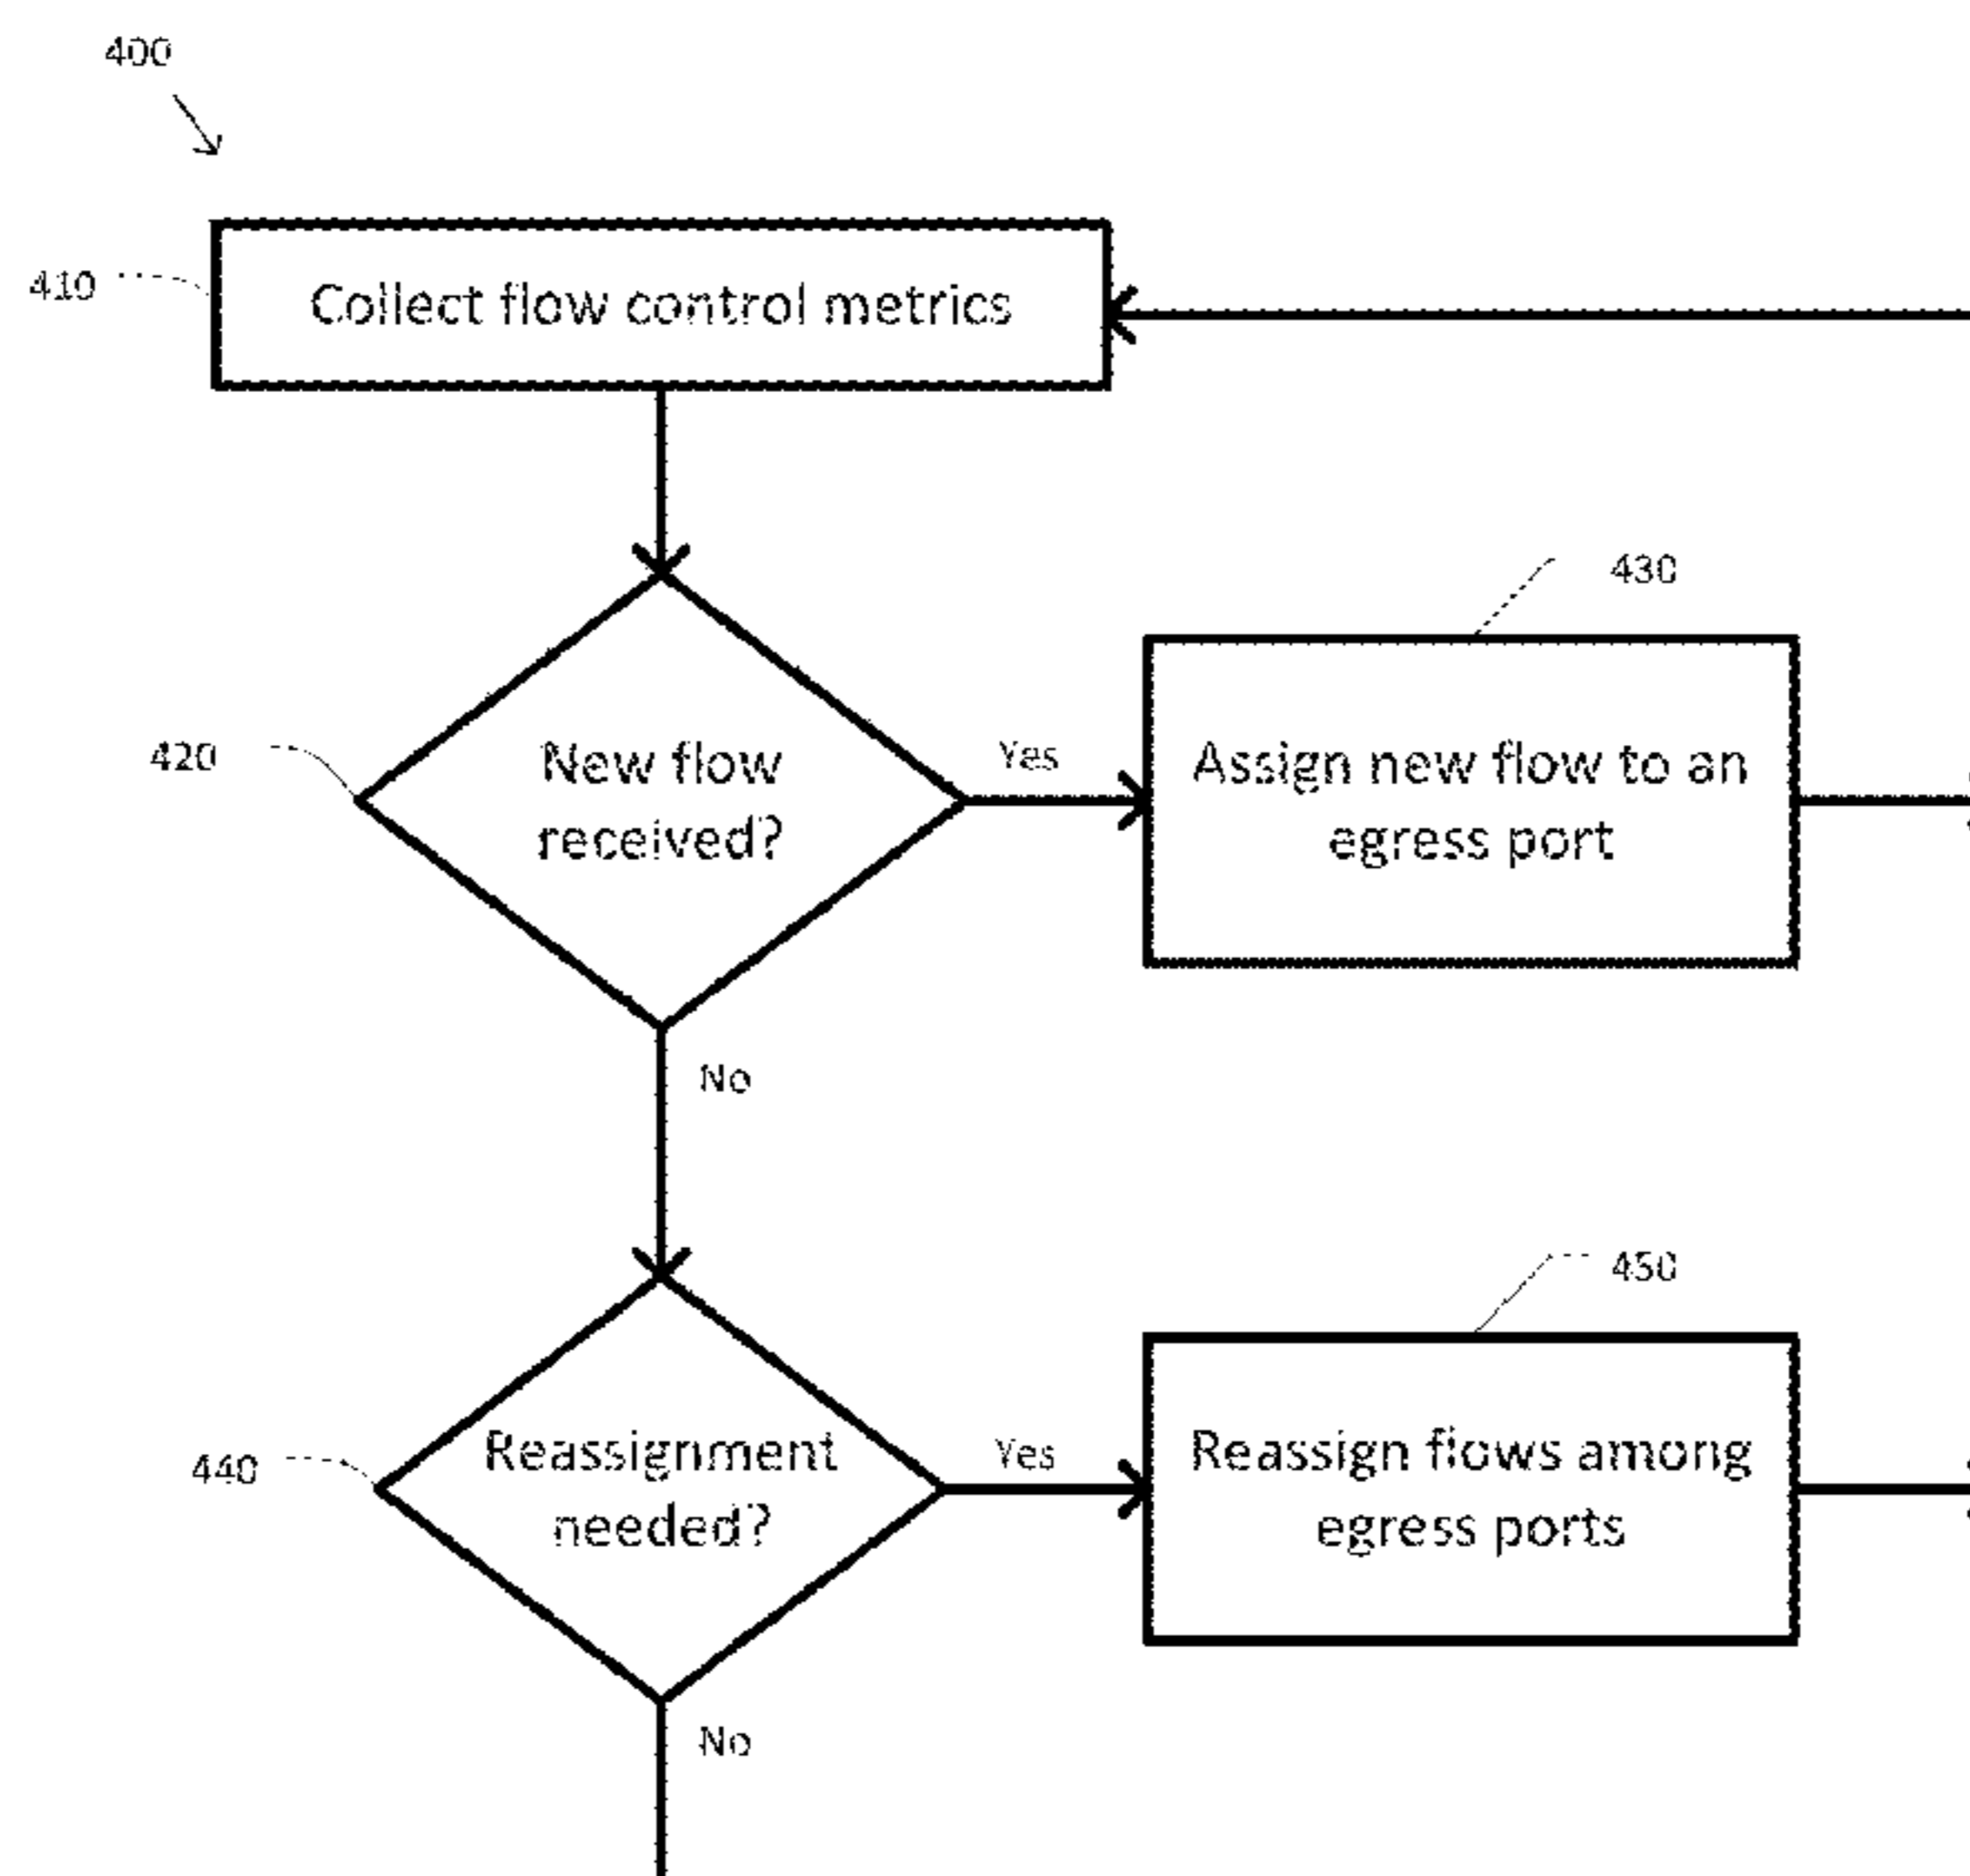 400
410
Collect flow control metrics
430
420
New flow
received?
Yes
Assign new flow to an
egress port
No
450
440
Reassignment
needed?
Yes
Reassign flows among
egress ports
No